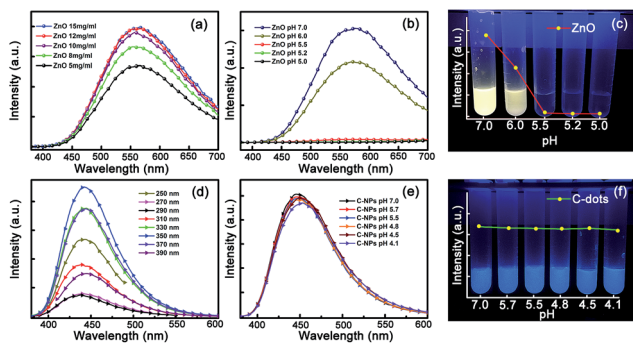 (a)
ZnO 15mg/ml
ZnO 12mg/ml
ZnO 10mg/ml
ZnO 8mg/ml
ZnO 5mg/ml
Intensity (a.u.)
400 450 500 550 600 650 700
Wavelength (nm)
(b)
ZnO pH 7.0
ZnO pH 6.0
ZnO pH 5.5
ZnO pH 5.2
ZnO pH 5.0
Intensity (a.u.)
400 450 500 550 600 650 700
Wavelength (nm)
(c)
ZnO
Intensity (a.u.)
7.0 6.0 5.5 5.2 5.0
pH
(d)
250 nm
270 nm
290 nm
310 nm
330 nm
350 nm
370 nm
390 nm
Intensity (a.u.)
400 450 500 550 600
Wavelength (nm)
(e)
C-NPs pH 7.0
C-NPs pH 5.7
C-NPs pH 5.5
C-NPs pH 4.8
C-NPs pH 4.5
C-NPs pH 4.1
Intensity (a.u.)
400 450 500 550 600
Wavelength (nm)
(f)
C-dots
Intensity (a.u.)
7.0 5.7 5.5 4.8 4.5 4.1
pH